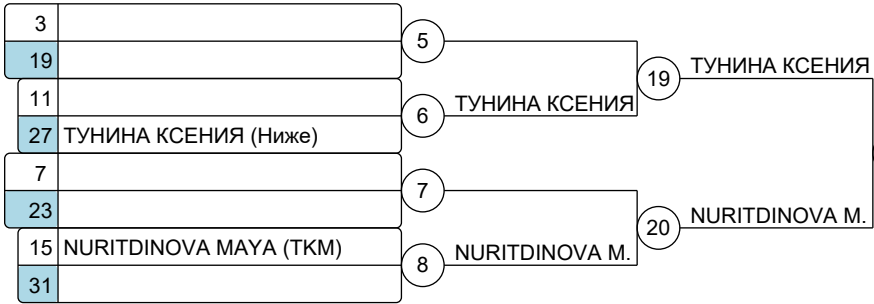 3
5
19
19
ТУНИНА КСЕНИЯ
11
6
ТУНИНА КСЕНИЯ
27 ТУНИНА КСЕНИЯ (Ниже)
7
7
23
20
NURITDINOVA M.
15 NURITDINOVA MAYA (TKM)
8
NURITDINOVA M.
31